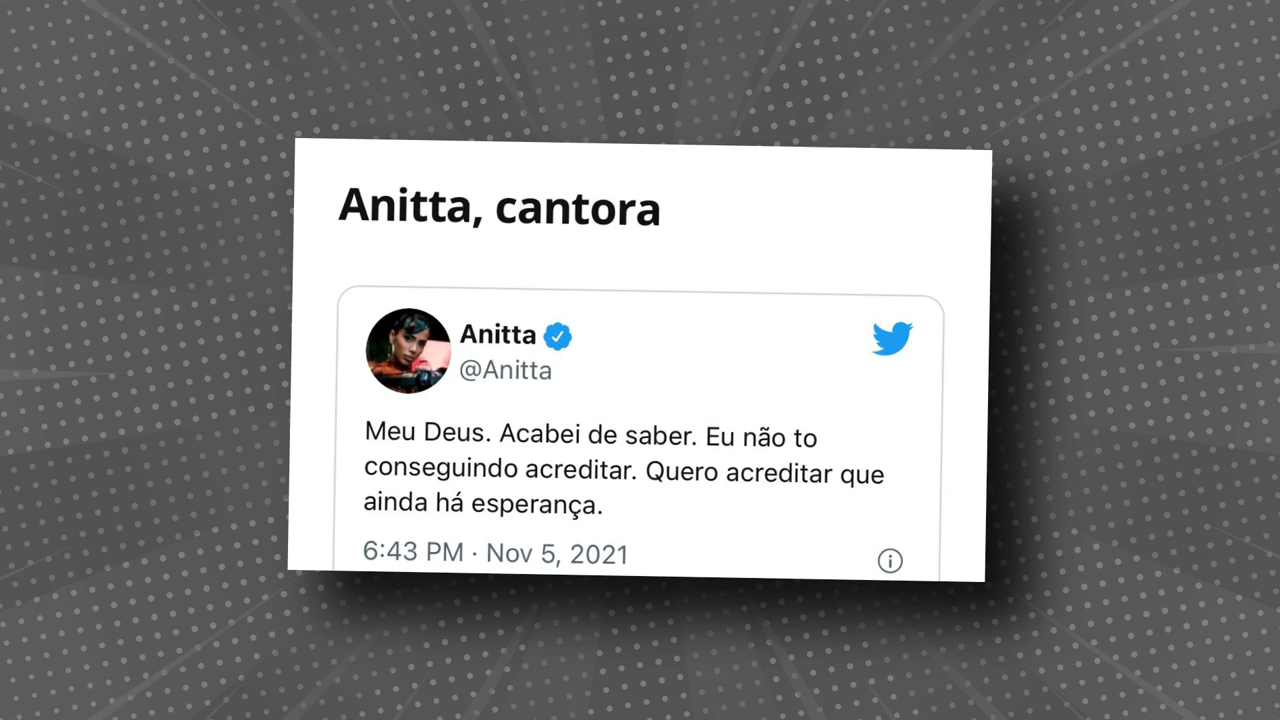 Anitta, cantora
Anitta
@Anitta
Meu Deus. Acabei de saber. Eu não to
conseguindo acreditar. Quero acreditar que
ainda há esperança.
6:43 PM · Nov 5, 2021